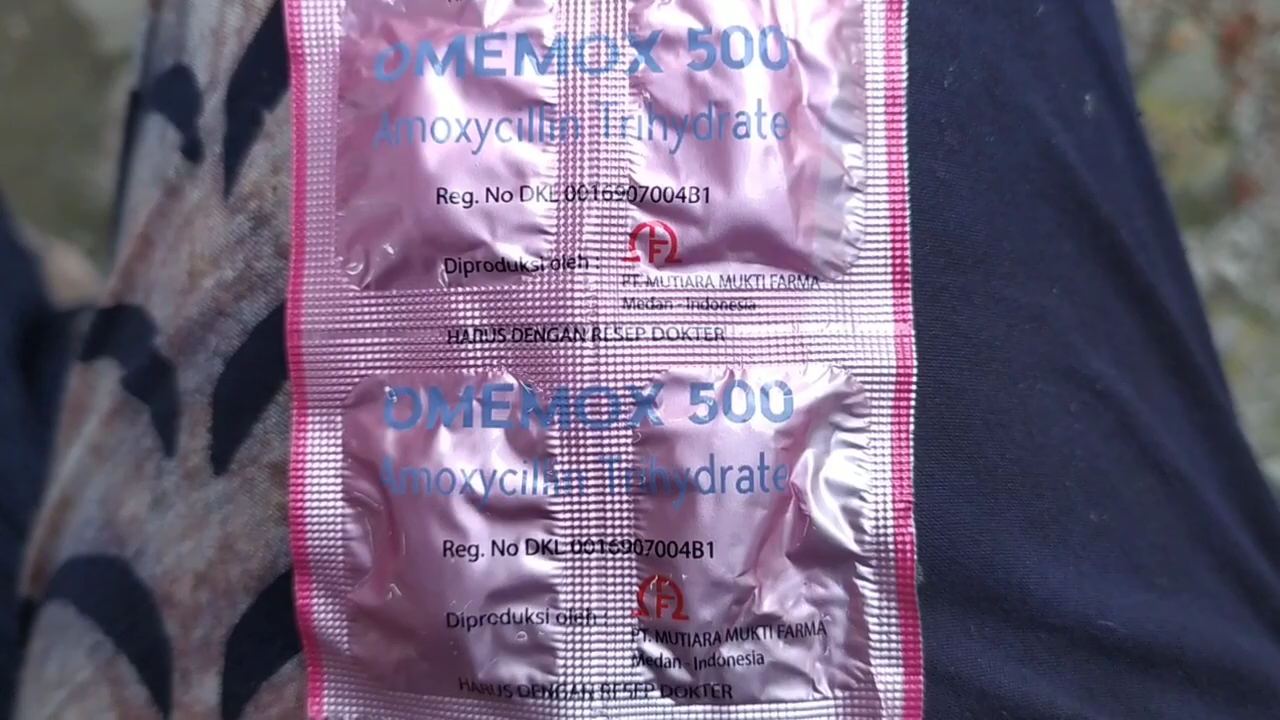 OMEMOX 500
Amoxycillin Trihydrate
Reg. No DKL 0016907004B1
Diproduksi oleh :
PT. MUTIARA MUKTI FARMA
Medan - Indonesia
HARUS DENGAN RESEP DOKTER
OMEMOX 500
Amoxycillin Trihydrate
Reg. No DKL 0016907004B1
Diproduksi oleh :
PT. MUTIARA MUKTI FARMA
Medan - Indonesia
HARUS DENGAN RESEP DOKTER